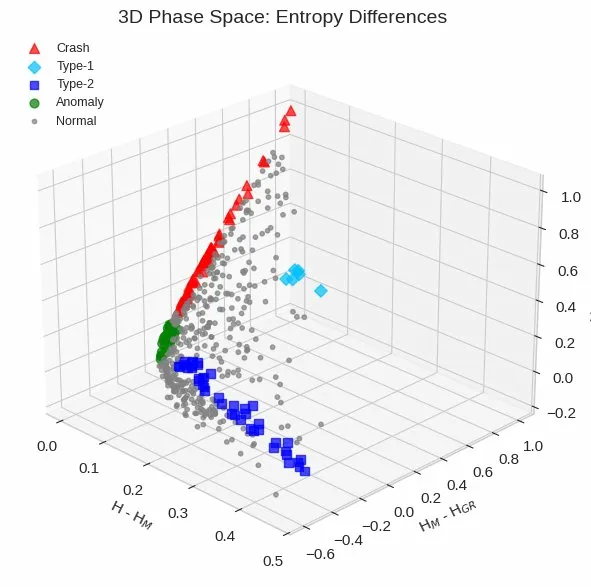 3D Phase Space: Entropy Differences
Crash
Type-1
Type-2
Anomaly
Normal
1.0
0.8
0.6
0.4
0.2
0.0
−0.2
0.0
0.1
0.2
0.3
0.4
0.5
H - H_M
−0.6
−0.4
−0.2
0.0
0.2
0.4
0.6
0.8
1.0
H_M - H_GR